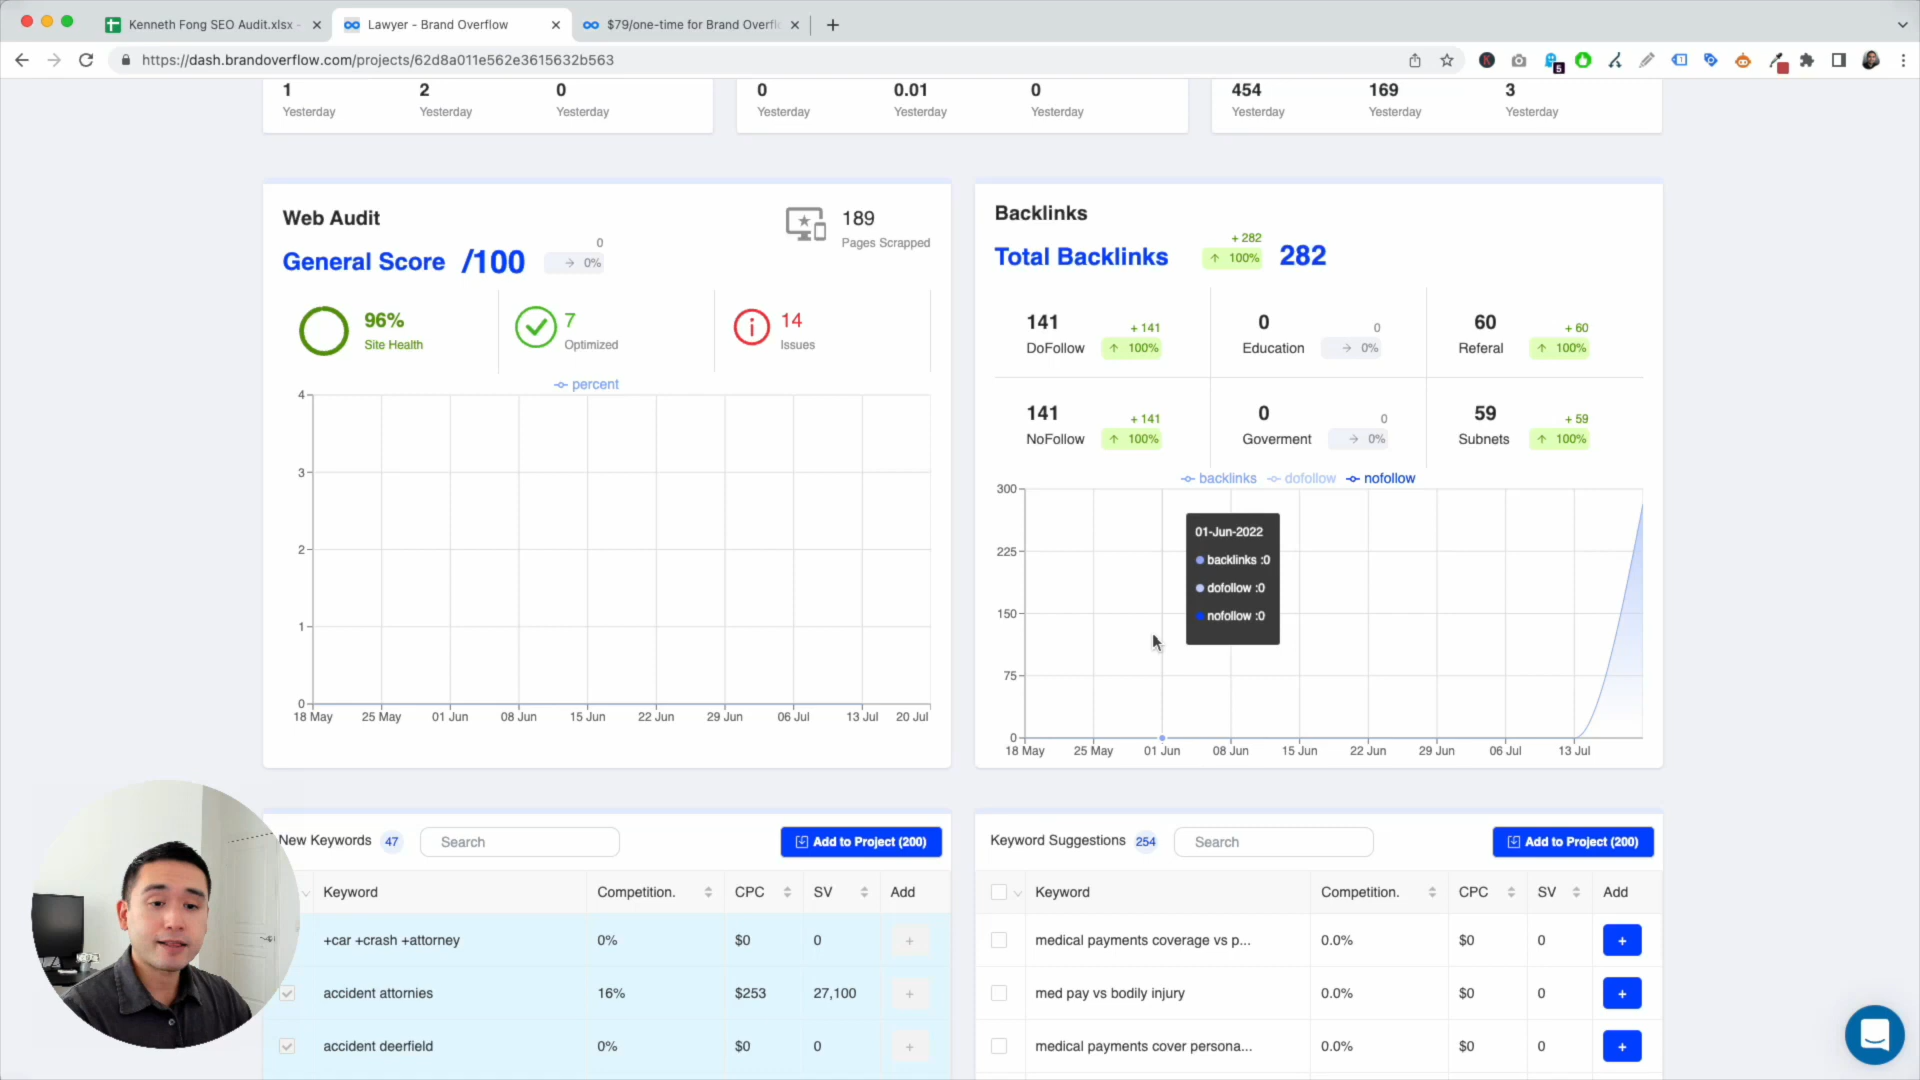 Kenneth Fong SEO Audit.xlsx -
Lawyer - Brand Overflow
$79/one-time for Brand Overfl
https://dash.brandoverflow.com/projects/62d8a011e562e3615632b563
5
1
Yesterday
2
Yesterday
0
Yesterday
0
Yesterday
0.01
Yesterday
0
Yesterday
454
Yesterday
169
Yesterday
3
Yesterday
Web Audit
189
Pages Scrapped
General Score /100
0
→ 0%
96%
Site Health
7
Optimized
14
Issues
percent
4
3
2
1
0
18 May 25 May 01 Jun 08 Jun 15 Jun 22 Jun 29 Jun 06 Jul 13 Jul 20 Jul
Backlinks
Total Backlinks
+ 282
↑ 100%
282
141
DoFollow
+ 141
↑ 100%
0
Education
0
→ 0%
60
Referal
+ 60
↑ 100%
141
NoFollow
+ 141
↑ 100%
0
Goverment
0
→ 0%
59
Subnets
+ 59
↑ 100%
backlinks dofollow nofollow
300
225
150
75
0
01-Jun-2022
backlinks :0
dofollow :0
nofollow :0
18 May 25 May 01 Jun 08 Jun 15 Jun 22 Jun 29 Jun 06 Jul 13 Jul
New Keywords 47 Search Add to Project (200)
Keyword Competition. CPC SV Add
+car +crash +attorney 0% $0 0 +
accident attornies 16% $253 27,100 +
accident deerfield 0% $0 0 +
Keyword Suggestions 254 Search Add to Project (200)
Keyword Competition. CPC SV Add
medical payments coverage vs p... 0.0% $0 0 +
med pay vs bodily injury 0.0% $0 0 +
medical payments cover persona... 0.0% $0 0 +